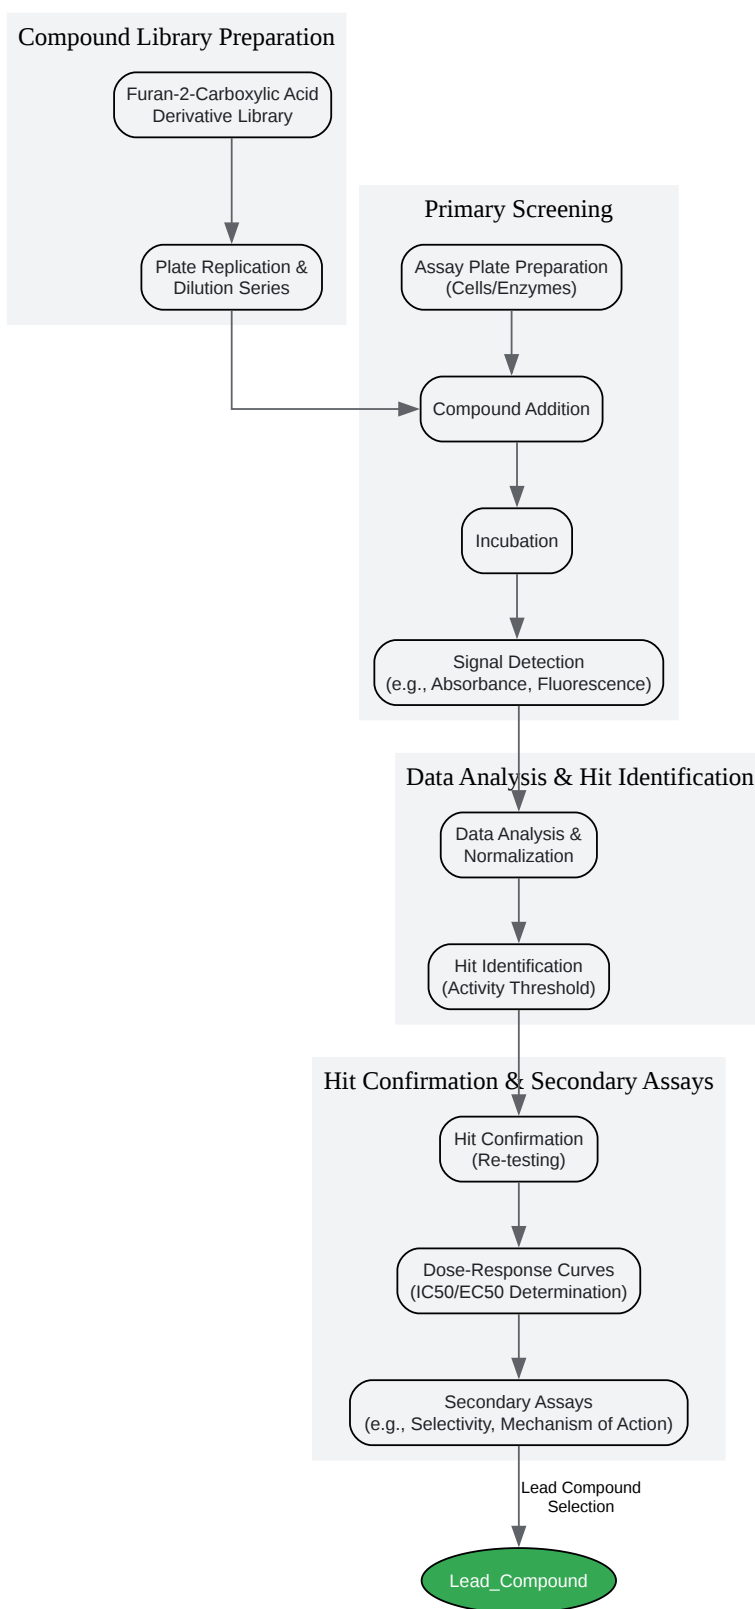 Compound Library Preparation
Furan-2-Carboxylic Acid
Derivative Library
Plate Replication &
Dilution Series
Primary Screening
Assay Plate Preparation
(Cells/Enzymes)
Compound Addition
Incubation
Signal Detection
(e.g., Absorbance, Fluorescence)
Data Analysis & Hit Identification
Data Analysis &
Normalization
Hit Identification
(Activity Threshold)
Hit Confirmation & Secondary Assays
Hit Confirmation
(Re-testing)
Dose-Response Curves
(IC50/EC50 Determination)
Secondary Assays
(e.g., Selectivity, Mechanism of Action)
Lead Compound
Selection
Lead_Compound